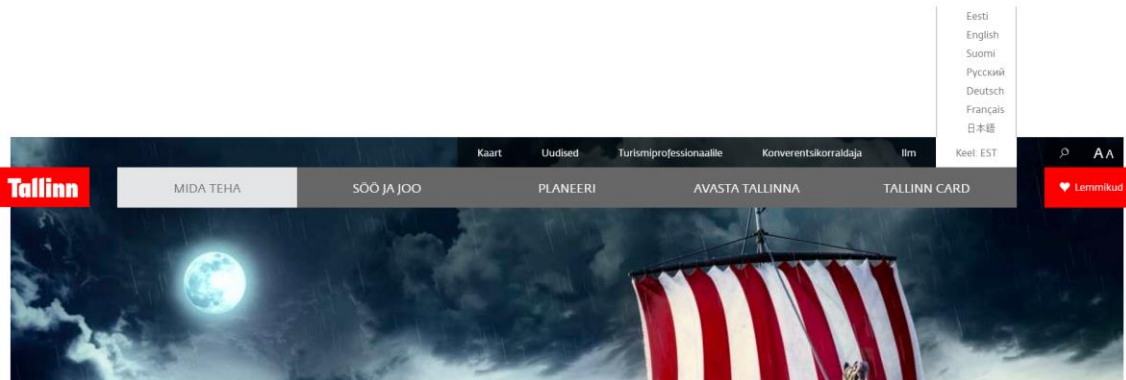 Eesti
English
Suomi
Русский
Deutsch
Français
日本語
Kaart Uudised Turismiprofessionaalile Konverentsikorraldaja Ilm Keel: EST A A
Tallinn MIDA TEHA SÖÖ JA JOO PLANEERI AVASTA TALLINNA TALLINN CARD Lemmikud